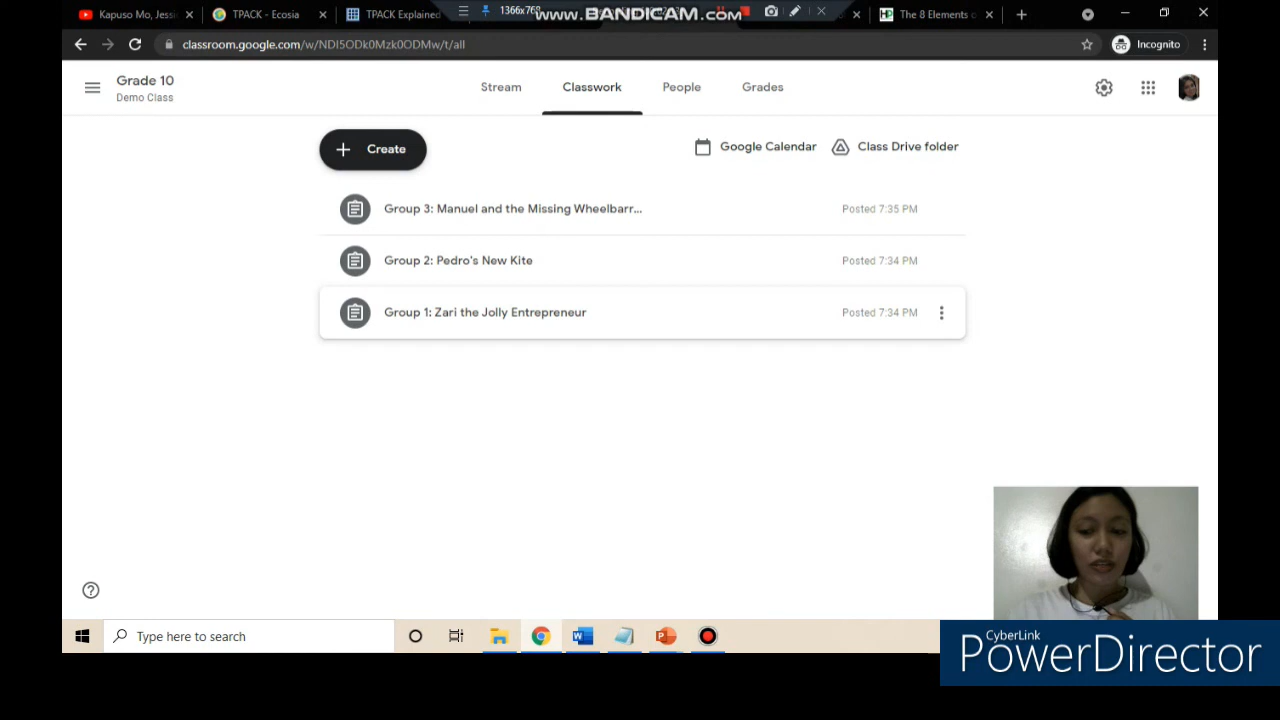 Kapuso Mo, Jessi
TPACK - Ecosia
TPACK Explained
1366x768
www.BANDICAM.com
The 8 Elements o
classroom.google.com/w/NDI5ODk0Mzk0ODMw/t/all
Incognito
Grade 10
Demo Class
Stream
Classwork
People
Grades
Create
Google Calendar
Class Drive folder
Group 3: Manuel and the Missing Wheelbarr...
Posted 7:35 PM
Group 2: Pedro's New Kite
Posted 7:34 PM
Group 1: Zari the Jolly Entrepreneur
Posted 7:34 PM
Type here to search
CyberLink
PowerDirector